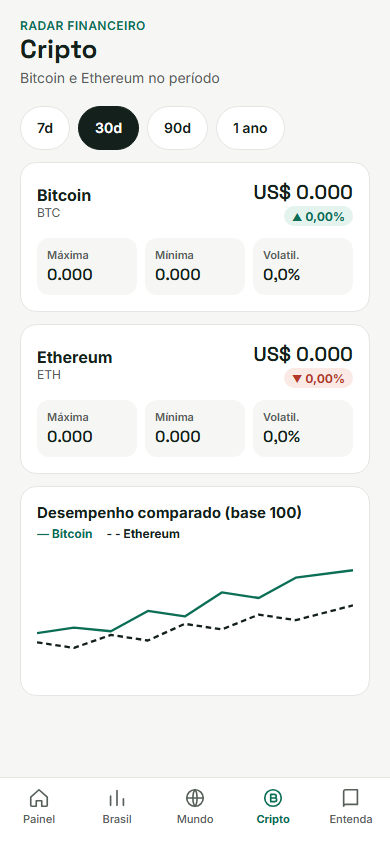 RADAR FINANCEIRO
Cripto
Bitcoin e Ethereum no período
7d 30d 90d 1 ano
Bitcoin
BTC
US$ 0.000
▲ 0,00%
Máxima Mínima Volatil.
0.000 0.000 0,0%
Ethereum
ETH
US$ 0.000
▼ 0,00%
Máxima Mínima Volatil.
0.000 0.000 0,0%
Desempenho comparado (base 100)
— Bitcoin - - Ethereum
Painel Brasil Mundo Cripto Entenda